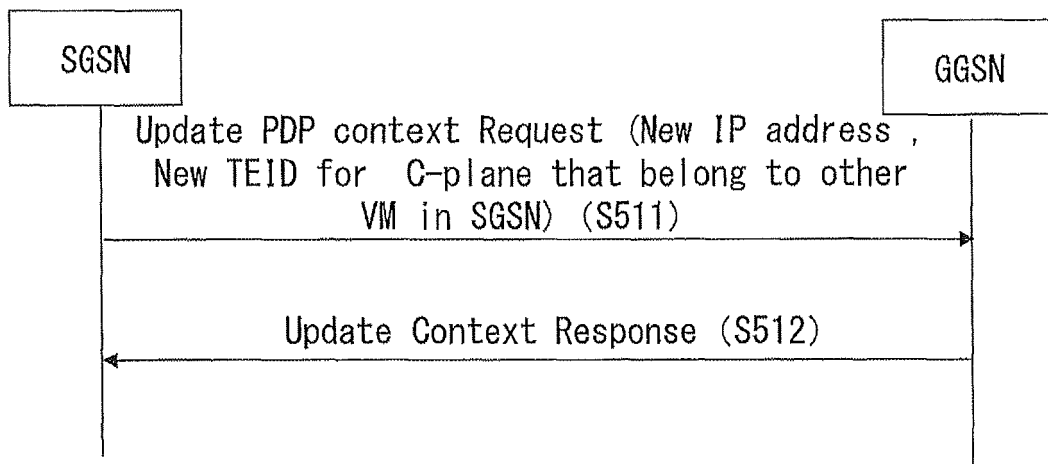 SGSN
GGSN
Update PDP context Request (New IP address ,
New TEID for C-plane that belong to other
VM in SGSN) (S511)
Update Context Response (S512)